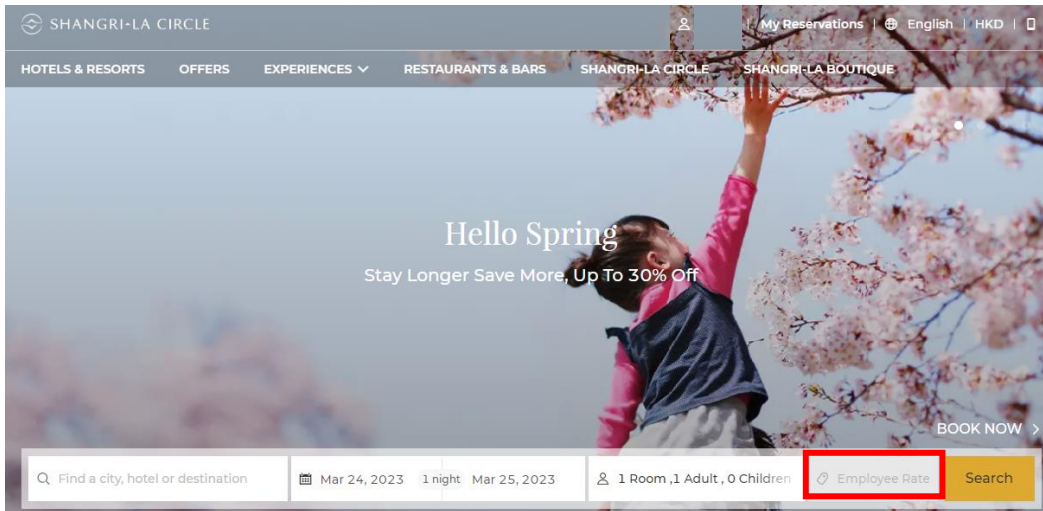 SHANGRI-LA CIRCLE
My Reservations | English | HKD |
HOTELS & RESORTS OFFERS EXPERIENCES RESTAURANTS & BARS SHANGRI-LA CIRCLE SHANGRI-LA BOUTIQUE
Hello Spring
Stay Longer Save More, Up To 30% Off
BOOK NOW >
Find a city, hotel or destination Mar 24, 2023 1 night Mar 25, 2023 1 Room ,1 Adult , 0 Children Employee Rate Search